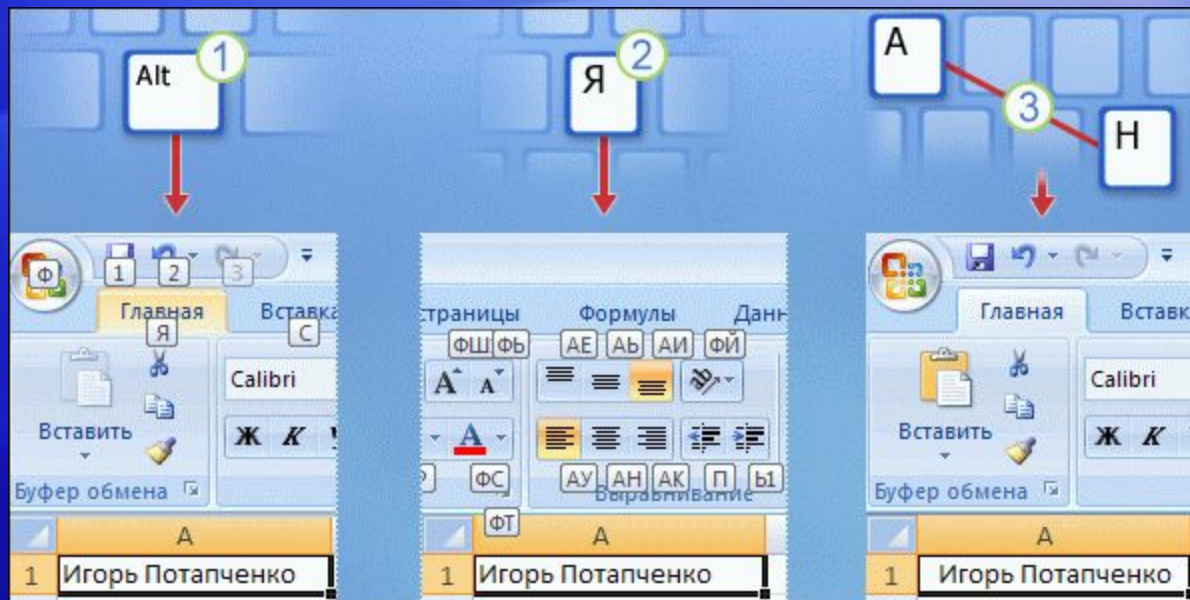 Alt
1
Я
2
А
3
Н
Ф
1
2
3
Главная
Вставка
Я
С
Calibri
Вставить
Ж К
Буфер обмена
А
1 Игорь Потапченко
траницы Формулы Данн
ФШ ФЬ АЕ АЬ АИ ФЙ
А А
А
ФС АУ АН АК П Ы1
Выравнивание
ФТ
А
1 Игорь Потапченко
Главная Вставк
Calibri
Вставить
Ж К
Буфер обмена
А
1 Игорь Потапченко